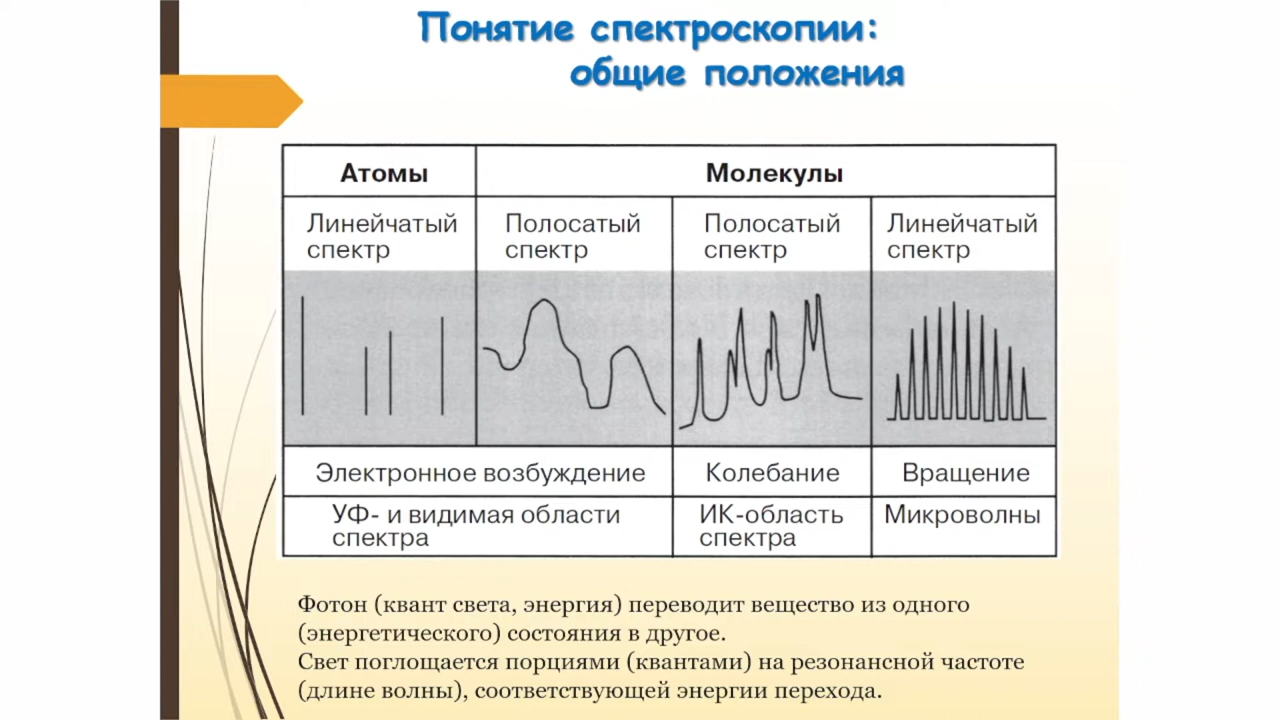 Понятие спектроскопии:
общие положения
Атомы
Молекулы
Линейчатый
спектр
Полосатый
спектр
Полосатый
спектр
Линейчатый
спектр
Электронное возбуждение
Колебание
Вращение
УФ- и видимая области
спектра
ИК-область
спектра
Микроволны
Фотон (квант света, энергия) переводит вещество из одного
(энергетического) состояния в другое.
Свет поглощается порциями (квантами) на резонансной частоте
(длине волны), соответствующей энергии перехода.